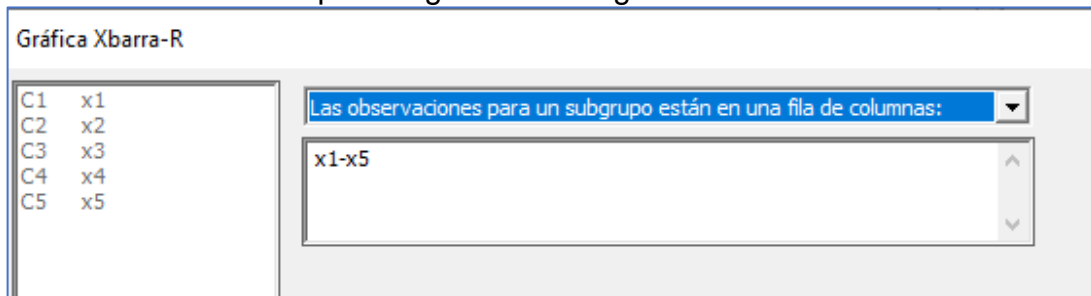 Gráfica Xbarra-R
C1 x1
C2 x2
C3 x3
C4 x4
C5 x5
Las observaciones para un subgrupo están en una fila de columnas:
x1-x5